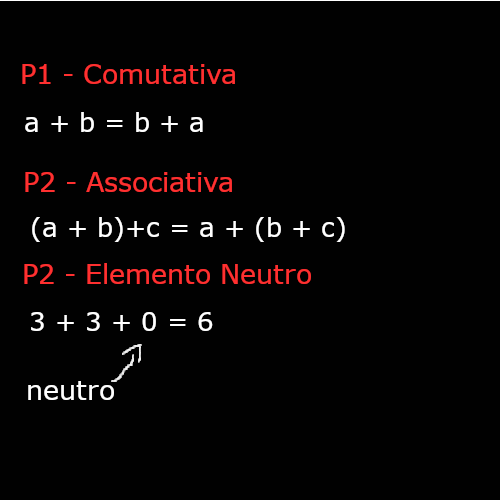 P1 - Comutativa
a + b = b + a
P2 - Associativa
(a + b)+c = a + (b + c)
P2 - Elemento Neutro
3 + 3 + 0 = 6
neutro